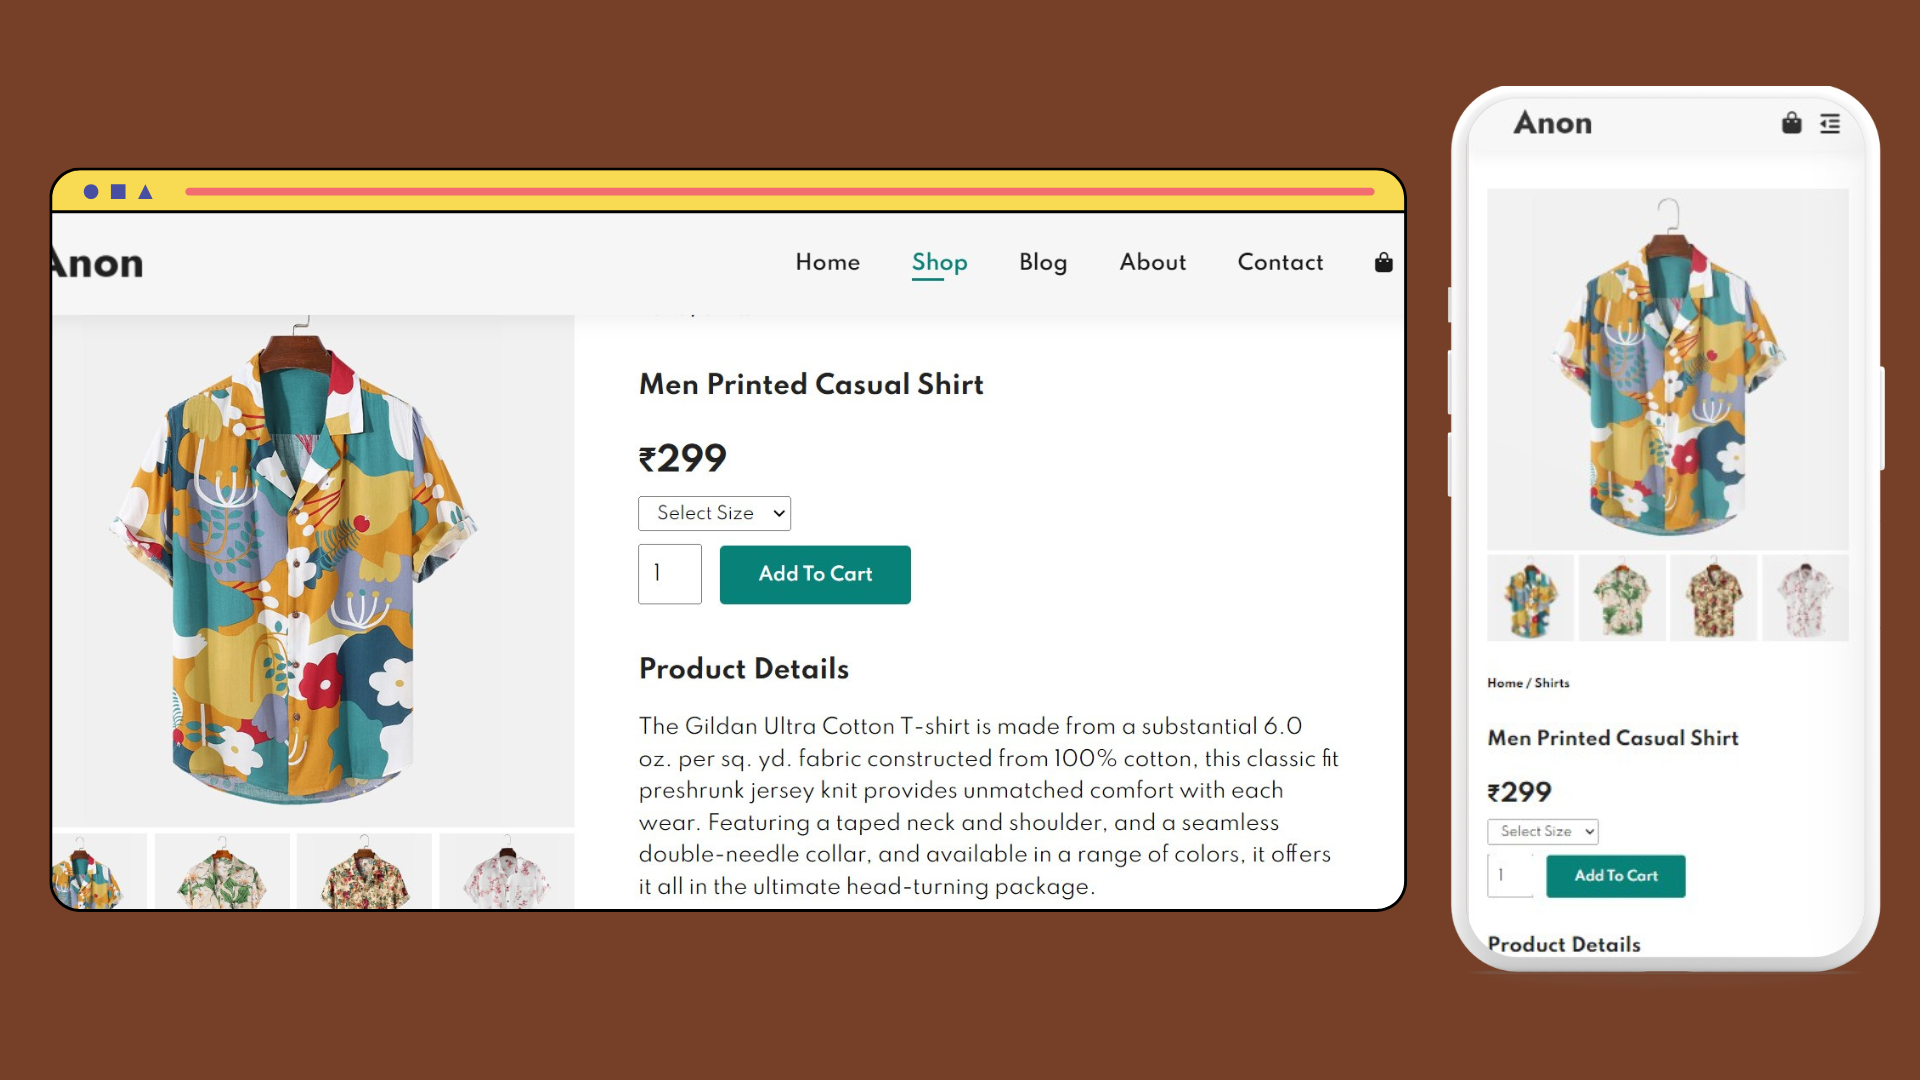 Anon
Home Shop Blog About Contact
Men Printed Casual Shirt
₹299
Select Size
1 Add To Cart
Product Details
The Gildan Ultra Cotton T-shirt is made from a substantial 6.0
oz. per sq. yd. fabric constructed from 100% cotton, this classic fit
preshrunk jersey knit provides unmatched comfort with each
wear. Featuring a taped neck and shoulder, and a seamless
double-needle collar, and available in a range of colors, it offers
it all in the ultimate head-turning package.
Anon
Home / Shirts
Men Printed Casual Shirt
₹299
Select Size
1 Add To Cart
Product Details